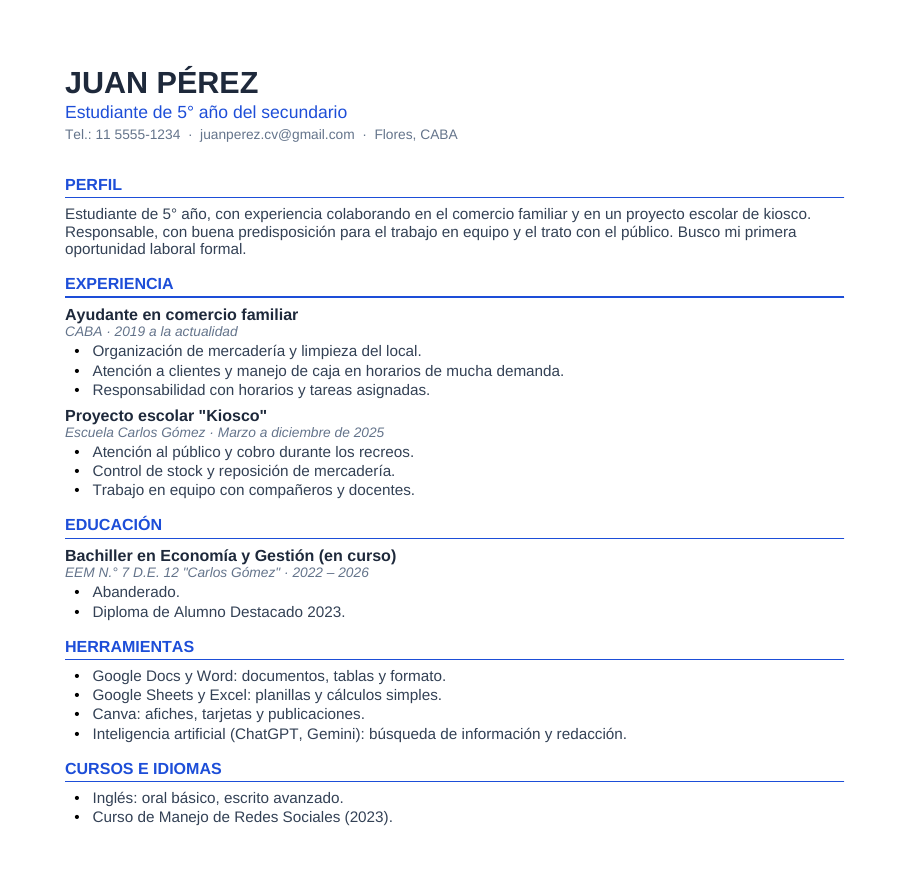 JUAN PÉREZ
Estudiante de 5° año del secundario
Tel.: 11 5555-1234 · juanperez.cv@gmail.com · Flores, CABA
PERFIL
Estudiante de 5° año, con experiencia colaborando en el comercio familiar y en un proyecto escolar de kiosco.
Responsable, con buena predisposición para el trabajo en equipo y el trato con el público. Busco mi primera
oportunidad laboral formal.
EXPERIENCIA
Ayudante en comercio familiar
CABA · 2019 a la actualidad
• Organización de mercadería y limpieza del local.
• Atención a clientes y manejo de caja en horarios de mucha demanda.
• Responsabilidad con horarios y tareas asignadas.
Proyecto escolar "Kiosco"
Escuela Carlos Gómez · Marzo a diciembre de 2025
• Atención al público y cobro durante los recreos.
• Control de stock y reposición de mercadería.
• Trabajo en equipo con compañeros y docentes.
EDUCACIÓN
Bachiller en Economía y Gestión (en curso)
EEM N.° 7 D.E. 12 "Carlos Gómez" · 2022 – 2026
• Abanderado.
• Diploma de Alumno Destacado 2023.
HERRAMIENTAS
• Google Docs y Word: documentos, tablas y formato.
• Google Sheets y Excel: planillas y cálculos simples.
• Canva: afiches, tarjetas y publicaciones.
• Inteligencia artificial (ChatGPT, Gemini): búsqueda de información y redacción.
CURSOS E IDIOMAS
• Inglés: oral básico, escrito avanzado.
• Curso de Manejo de Redes Sociales (2023).